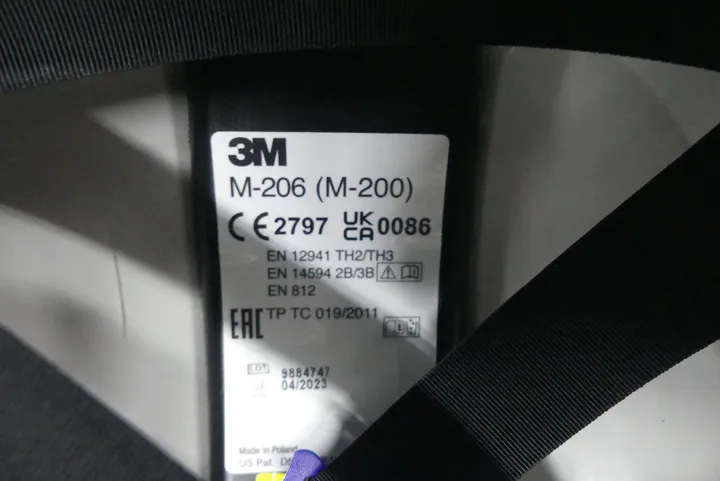 3M
M-206 (M-200)
CE 2797 UK CA 0086
EN 12941 TH2/TH3
EN 14594 2B/3B
EN 812
EAC TP TC 019/2011
LOT 9884747
04/2023
Made in Poland
US Pat.